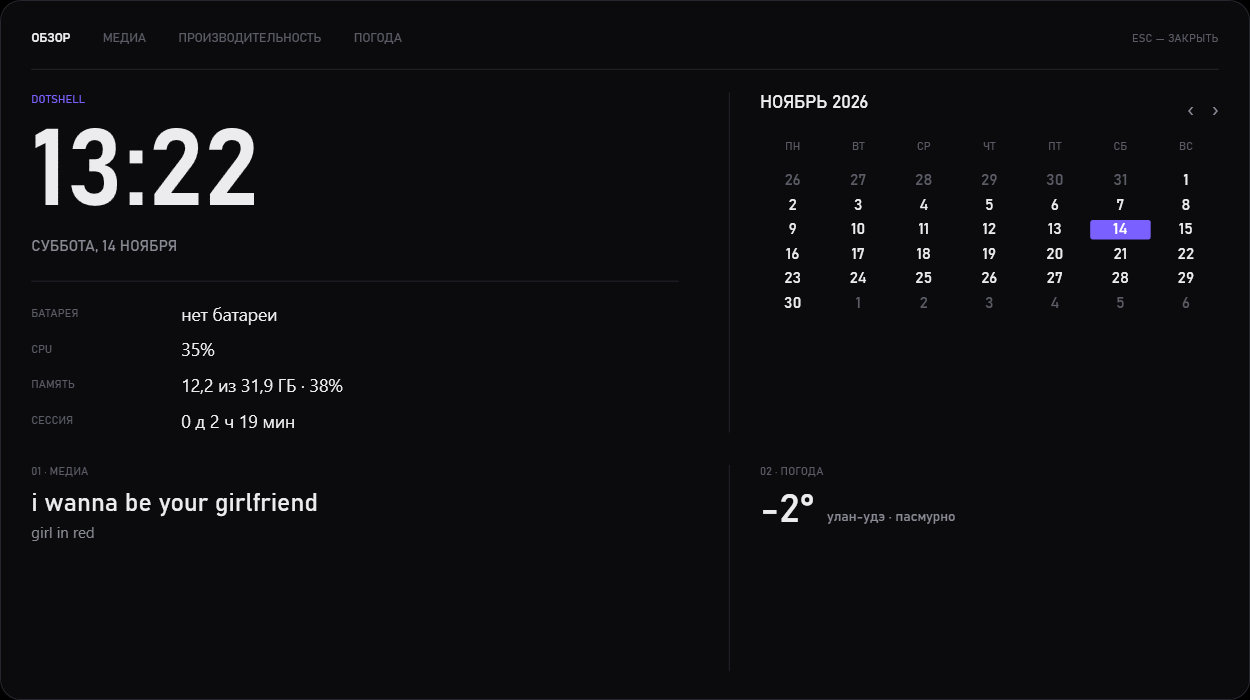 ОБЗОР МЕДИА ПРОИЗВОДИТЕЛЬНОСТЬ ПОГОДА ESC — ЗАКРЫТЬ
DOTSHELL
13:22
СУББОТА, 14 НОЯБРЯ
БАТАРЕЯ нет батареи
CPU 35%
ПАМЯТЬ 12,2 из 31,9 ГБ · 38%
СЕССИЯ 0 д 2 ч 19 мин
НОЯБРЬ 2026 ‹ ›
ПН ВТ СР ЧТ ПТ СБ ВС
26 27 28 29 30 31 1
2 3 4 5 6 7 8
9 10 11 12 13 14 15
16 17 18 19 20 21 22
23 24 25 26 27 28 29
30 1 2 3 4 5 6
01 · МЕДИА
i wanna be your girlfriend
girl in red
02 · ПОГОДА
-2° улан-удэ · пасмурно